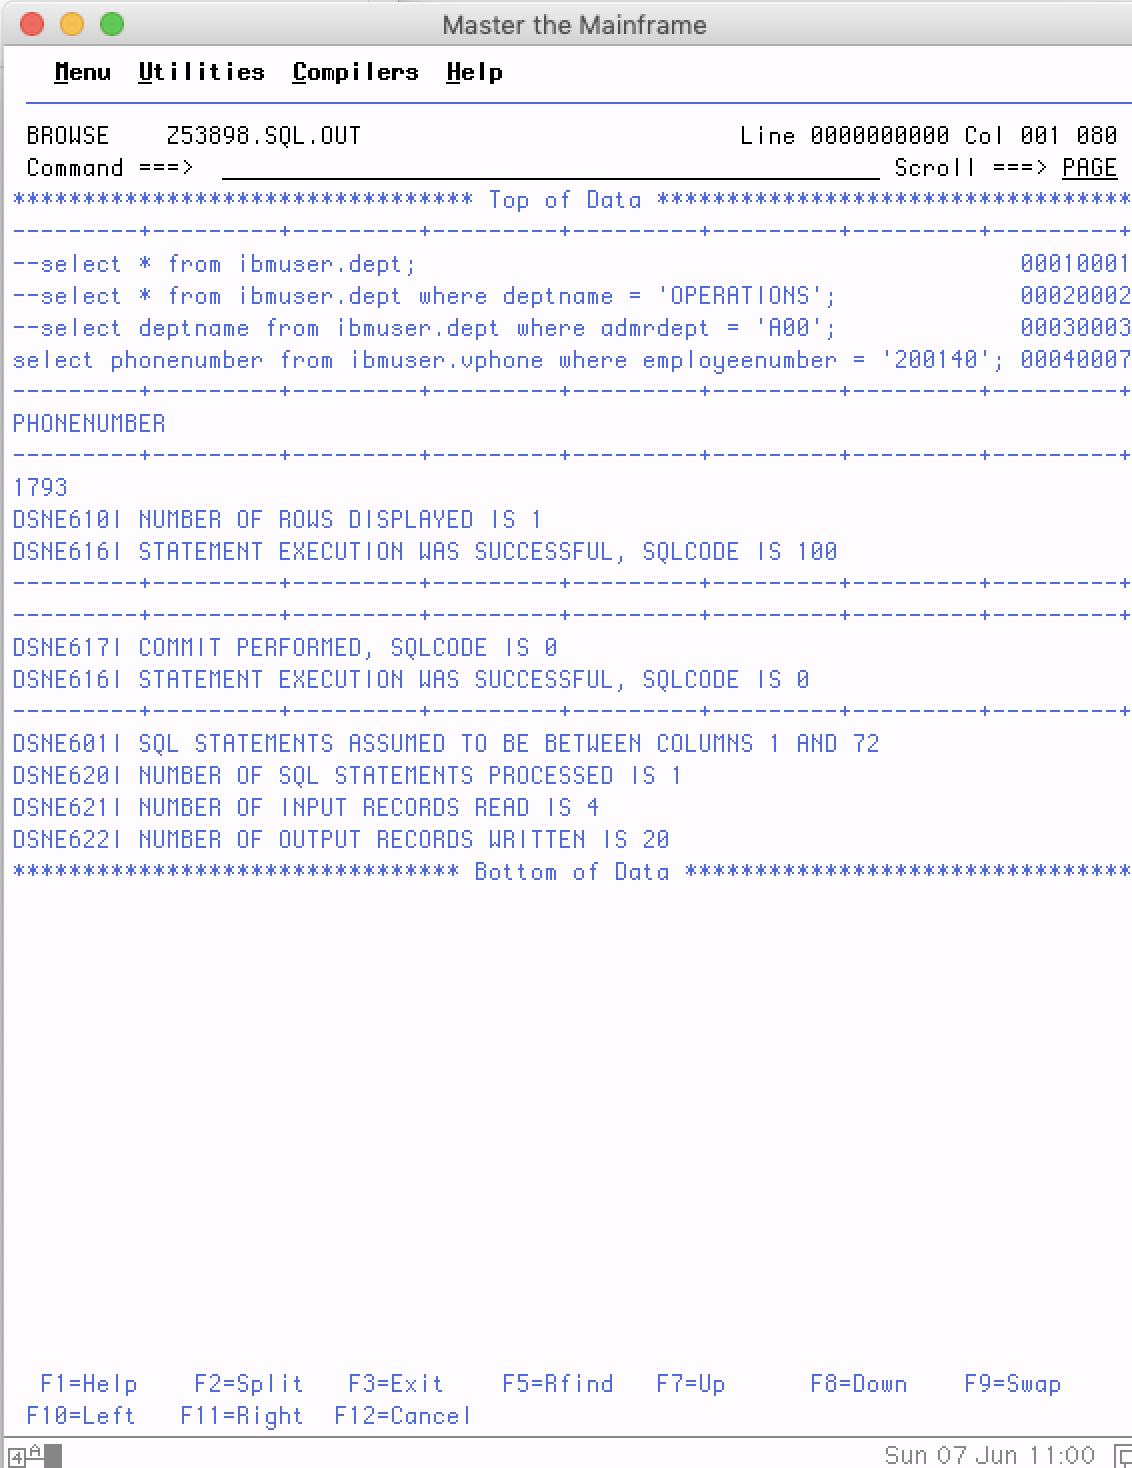 Master the Mainframe
Menu Utilities Compilers Help
BROWSE    Z53898.SQL.OUT                           Line 0000000000 Col 001 080
Command ===>                                                  Scroll ===> PAGE
********************************* Top of Data **********************************
---------+---------+---------+---------+---------+---------+---------+---------+
--select * from ibmuser.dept;                                           00010001
--select * from ibmuser.dept where deptname = 'OPERATIONS';             00020002
--select deptname from ibmuser.dept where admrdept = 'A00';             00030003
select phonenumber from ibmuser.vphone where employeenumber = '200140'; 00040007
---------+---------+---------+---------+---------+---------+---------+---------+
PHONENUMBER
---------+---------+---------+---------+---------+---------+---------+---------+
1793
DSNE610I NUMBER OF ROWS DISPLAYED IS 1
DSNE616I STATEMENT EXECUTION WAS SUCCESSFUL, SQLCODE IS 100
---------+---------+---------+---------+---------+---------+---------+---------+
---------+---------+---------+---------+---------+---------+---------+---------+
DSNE617I COMMIT PERFORMED, SQLCODE IS 0
DSNE616I STATEMENT EXECUTION WAS SUCCESSFUL, SQLCODE IS 0
---------+---------+---------+---------+---------+---------+---------+---------+
DSNE601I SQL STATEMENTS ASSUMED TO BE BETWEEN COLUMNS 1 AND 72
DSNE620I NUMBER OF SQL STATEMENTS PROCESSED IS 1
DSNE621I NUMBER OF INPUT RECORDS READ IS 4
DSNE622I NUMBER OF OUTPUT RECORDS WRITTEN IS 20
******************************** Bottom of Data ********************************
F1=Help    F2=Split   F3=Exit    F5=Rfind   F7=Up      F8=Down    F9=Swap
F10=Left   F11=Right  F12=Cancel
4 A Sun 07 Jun 11:00